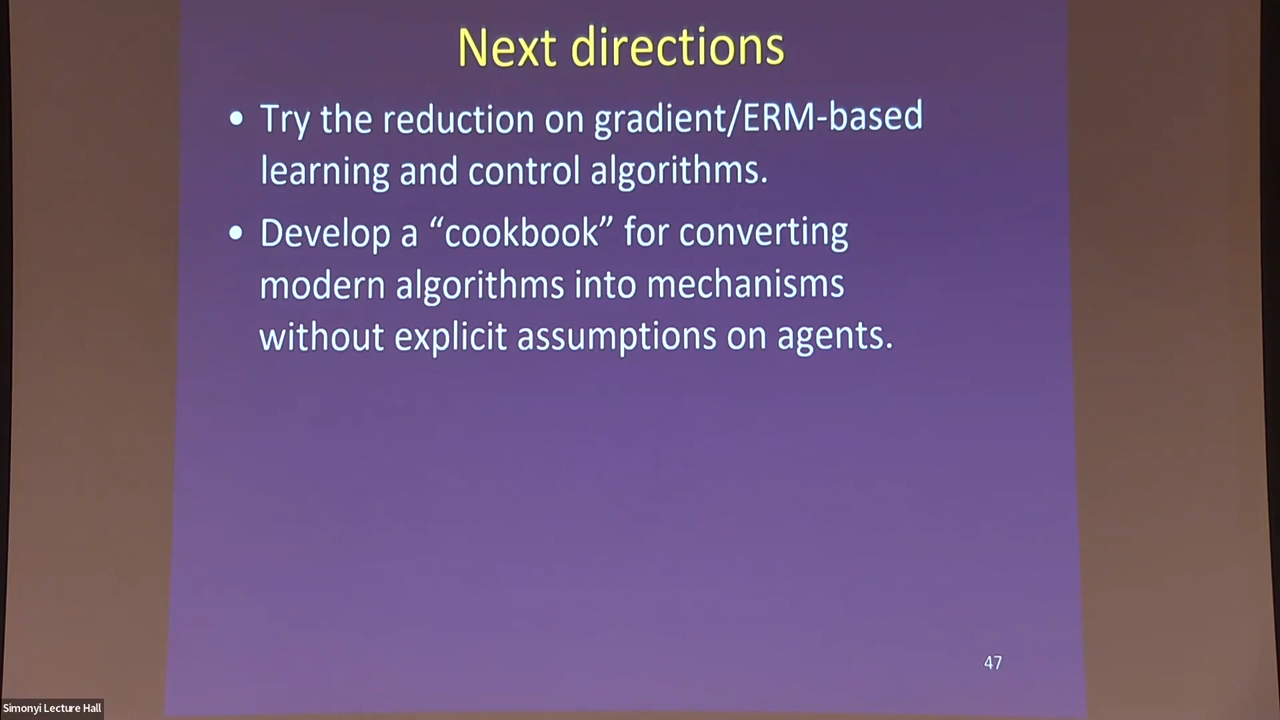 Next directions
• Try the reduction on gradient/ERM-based
learning and control algorithms.
• Develop a “cookbook” for converting
modern algorithms into mechanisms
without explicit assumptions on agents.
47
Simonyi Lecture Hall